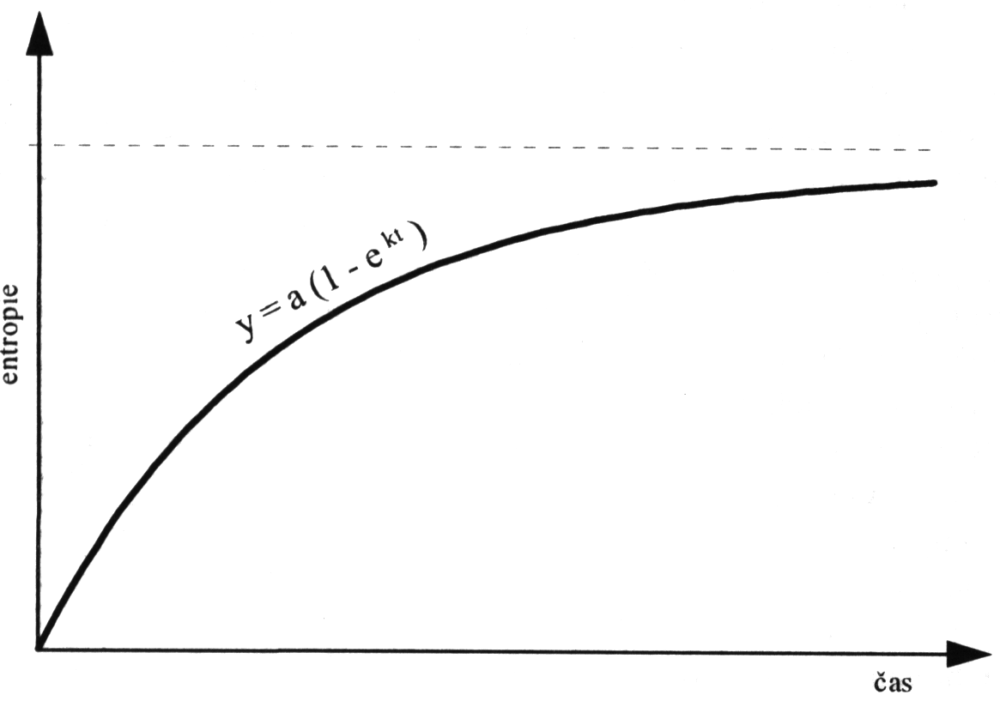 y = a (1 - e^kt)
entropie
čas